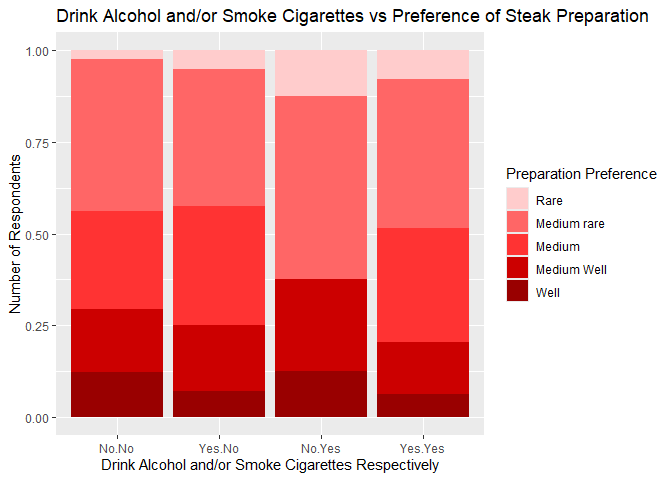 Drink Alcohol and/or Smoke Cigarettes vs Preference of Steak Preparation
Number of Respondents
1.00
0.75
0.50
0.25
0.00
No.No
Yes.No
No.Yes
Yes.Yes
Drink Alcohol and/or Smoke Cigarettes Respectively
Preparation Preference
Rare
Medium rare
Medium
Medium Well
Well